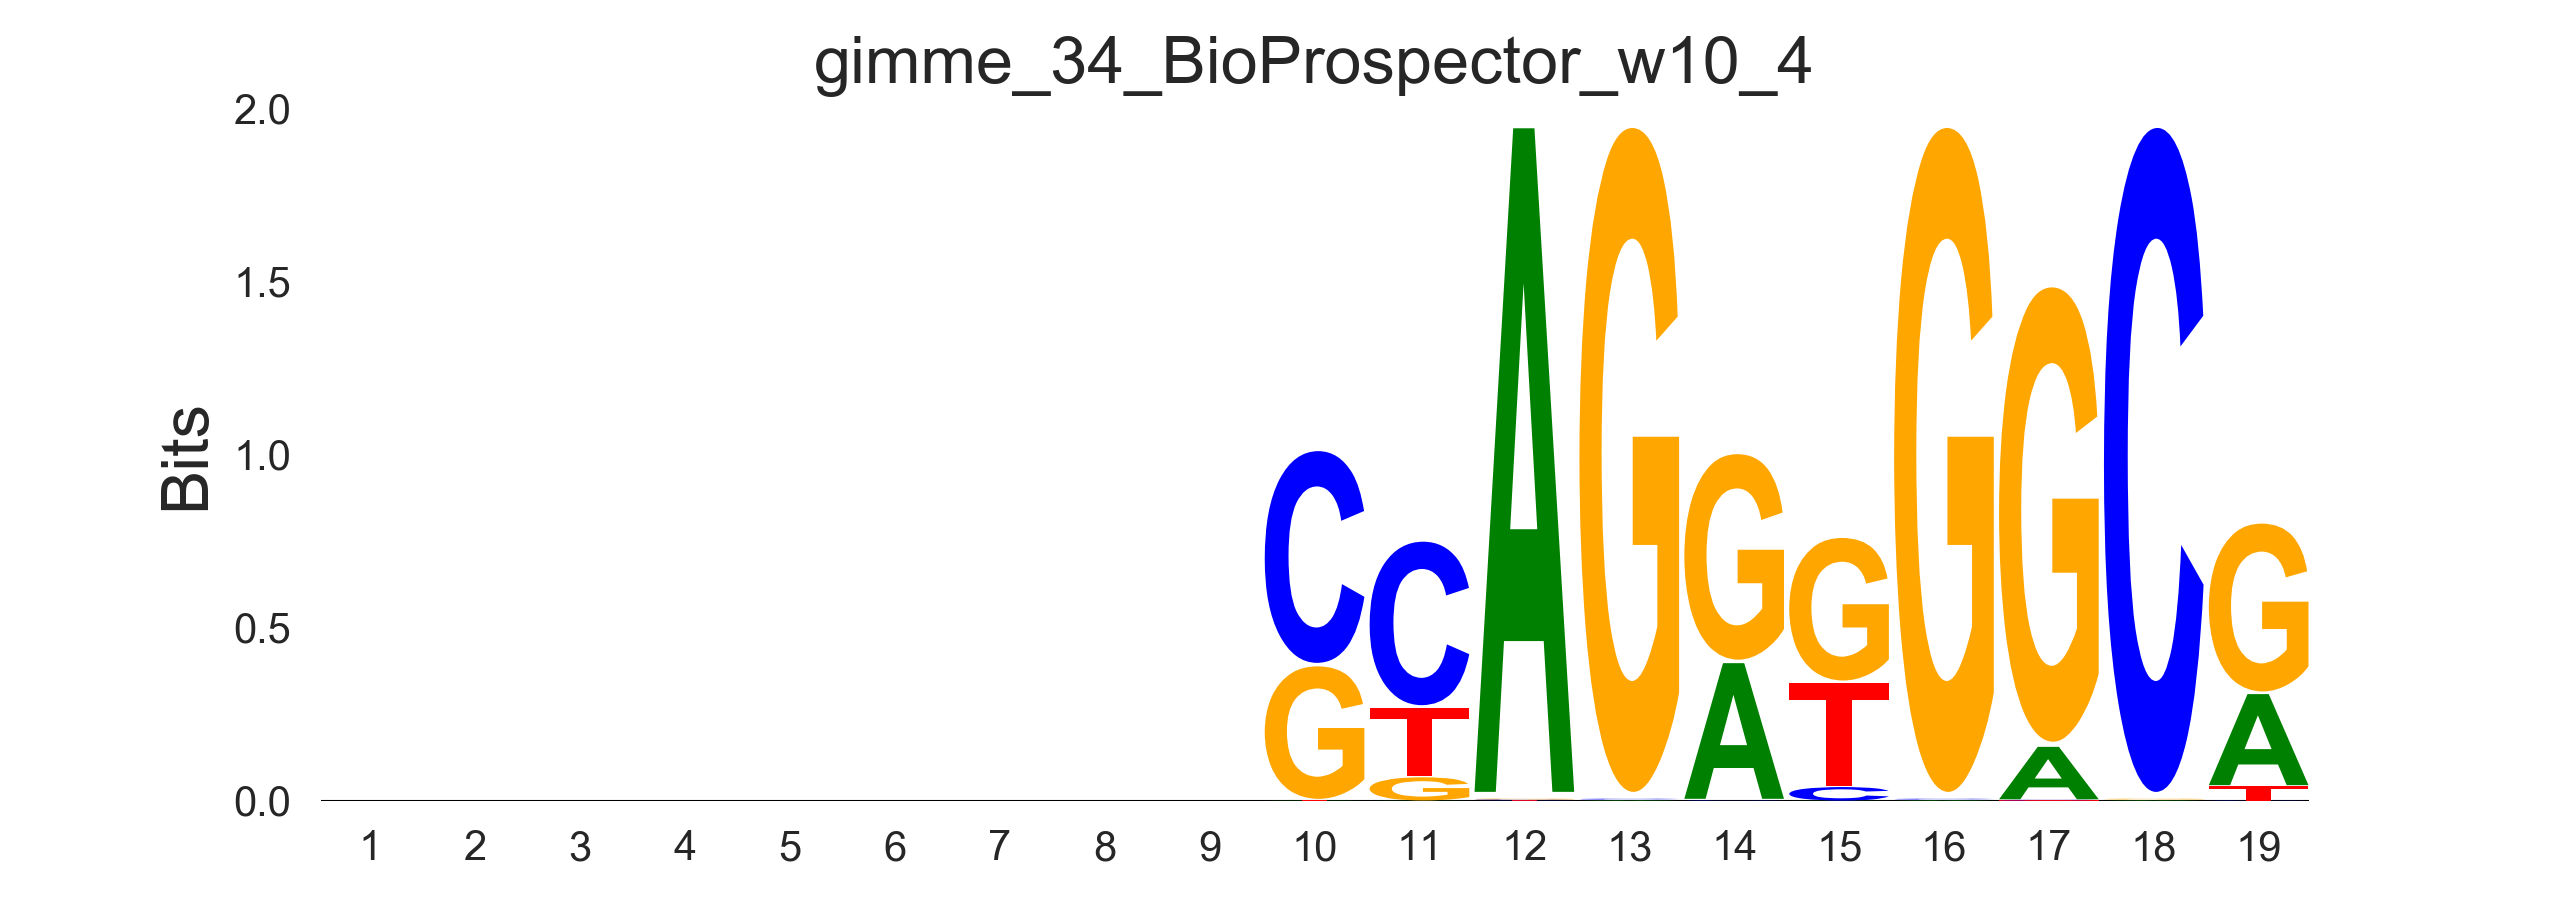 gimme_34_BioProspector_w10_4
2.0
1.5
1.0
0.5
0.0
Bits
C C A G G G G G C G
G T A T A A
G C T
1 2 3 4 5 6 7 8 9 10 11 12 13 14 15 16 17 18 19